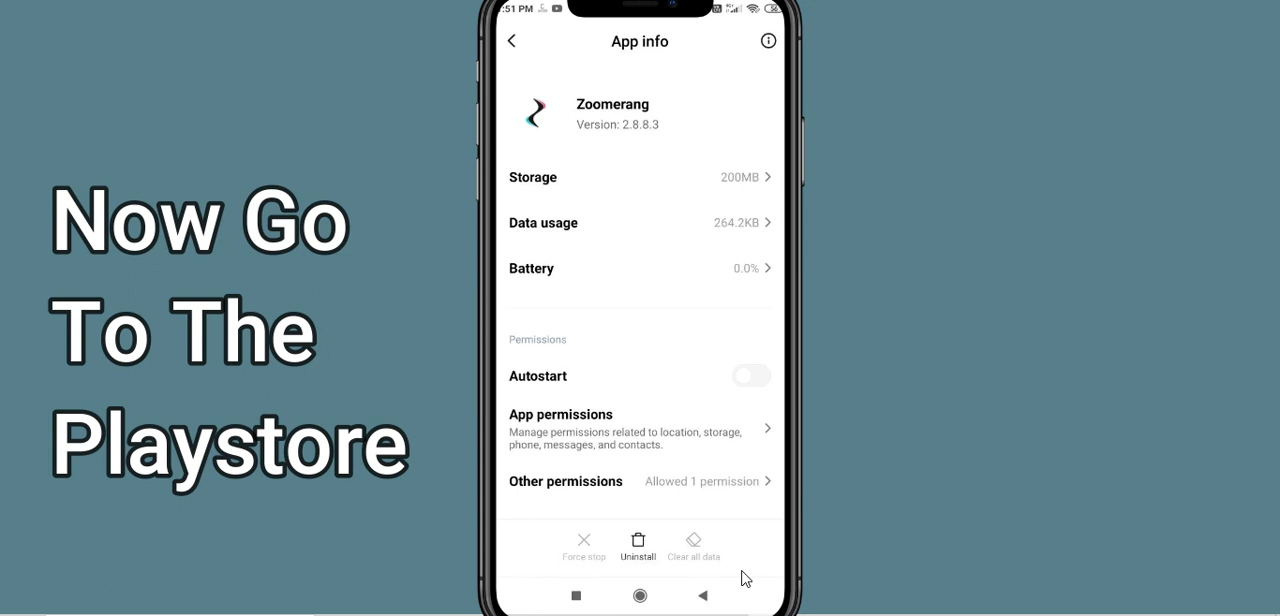 :51 PM
App info
Zoomerang
Version: 2.8.8.3
Storage 200MB
Data usage 264.2KB
Battery 0.0%
Permissions
Autostart
App permissions
Manage permissions related to location, storage,
phone, messages, and contacts.
Other permissions Allowed 1 permission
Force stop Uninstall Clear all data
Now Go
To The
Playstore